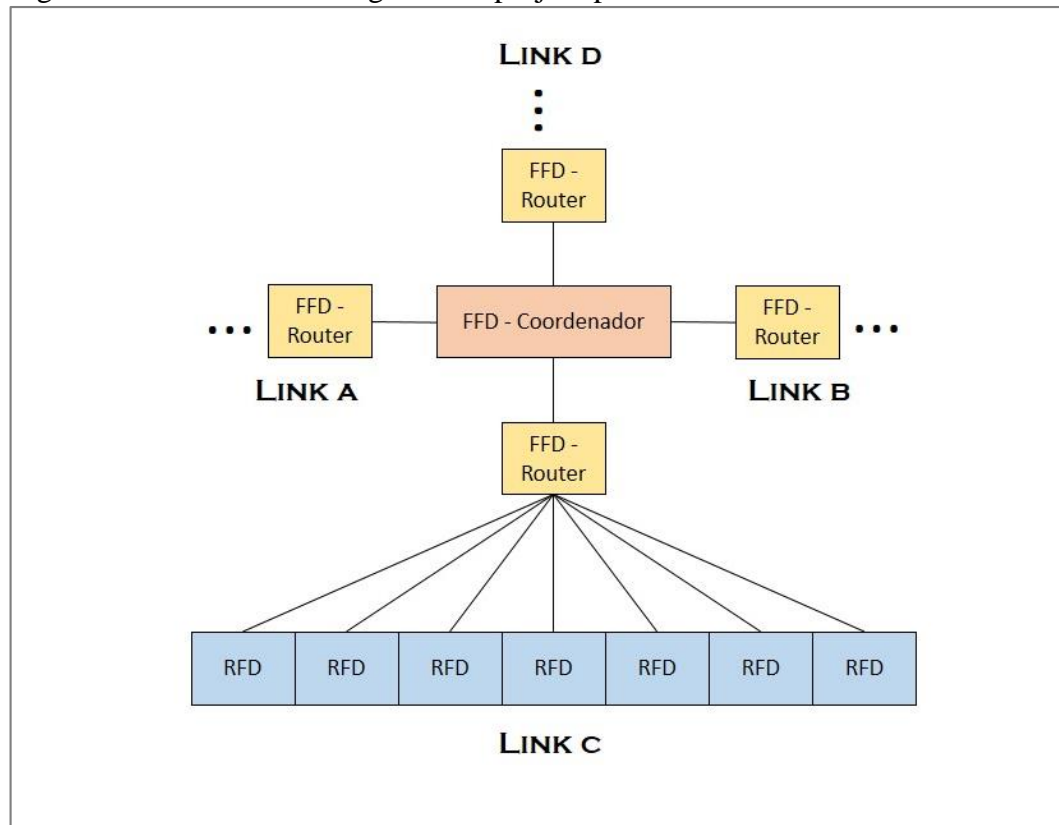 LINK D
FFD -
Router
FFD -
Router
FFD - Coordenador
FFD -
Router
LINK A
LINK B
FFD -
Router
RFD RFD RFD RFD RFD RFD RFD
LINK C